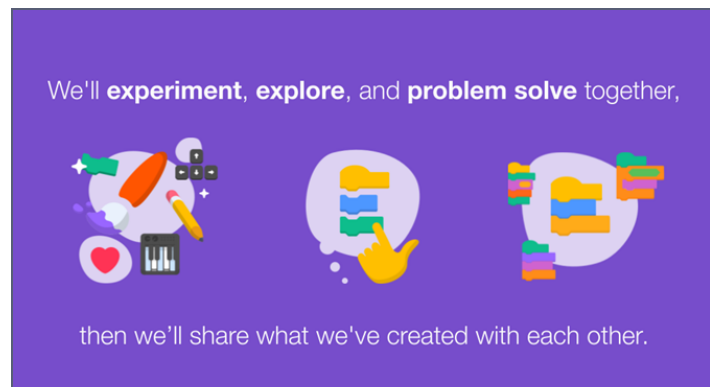 We'll experiment, explore, and problem solve together,
then we’ll share what we've created with each other.